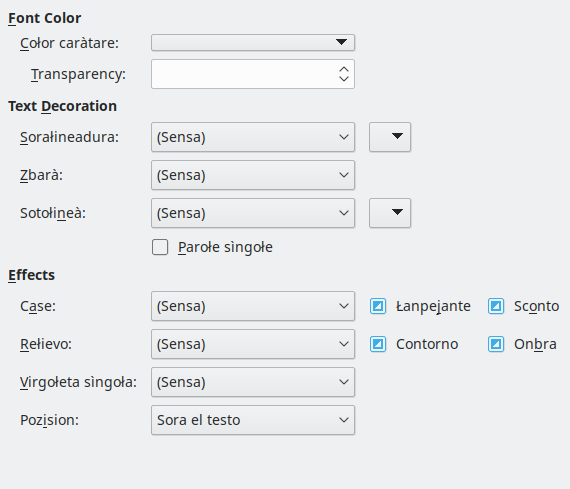 Font Color
Cołor caràtare:
Transparency:
Text Decoration
Sorałineadura:
(Sensa)
Zbarà:
(Sensa)
Sotołineà:
(Sensa)
Parołe sìngołe
Effects
Case:
(Sensa)
Łanpejante
Sconto
Rełievo:
(Sensa)
Contorno
Onbra
Virgołeta sìngoła:
(Sensa)
Pozision:
Sora el testo